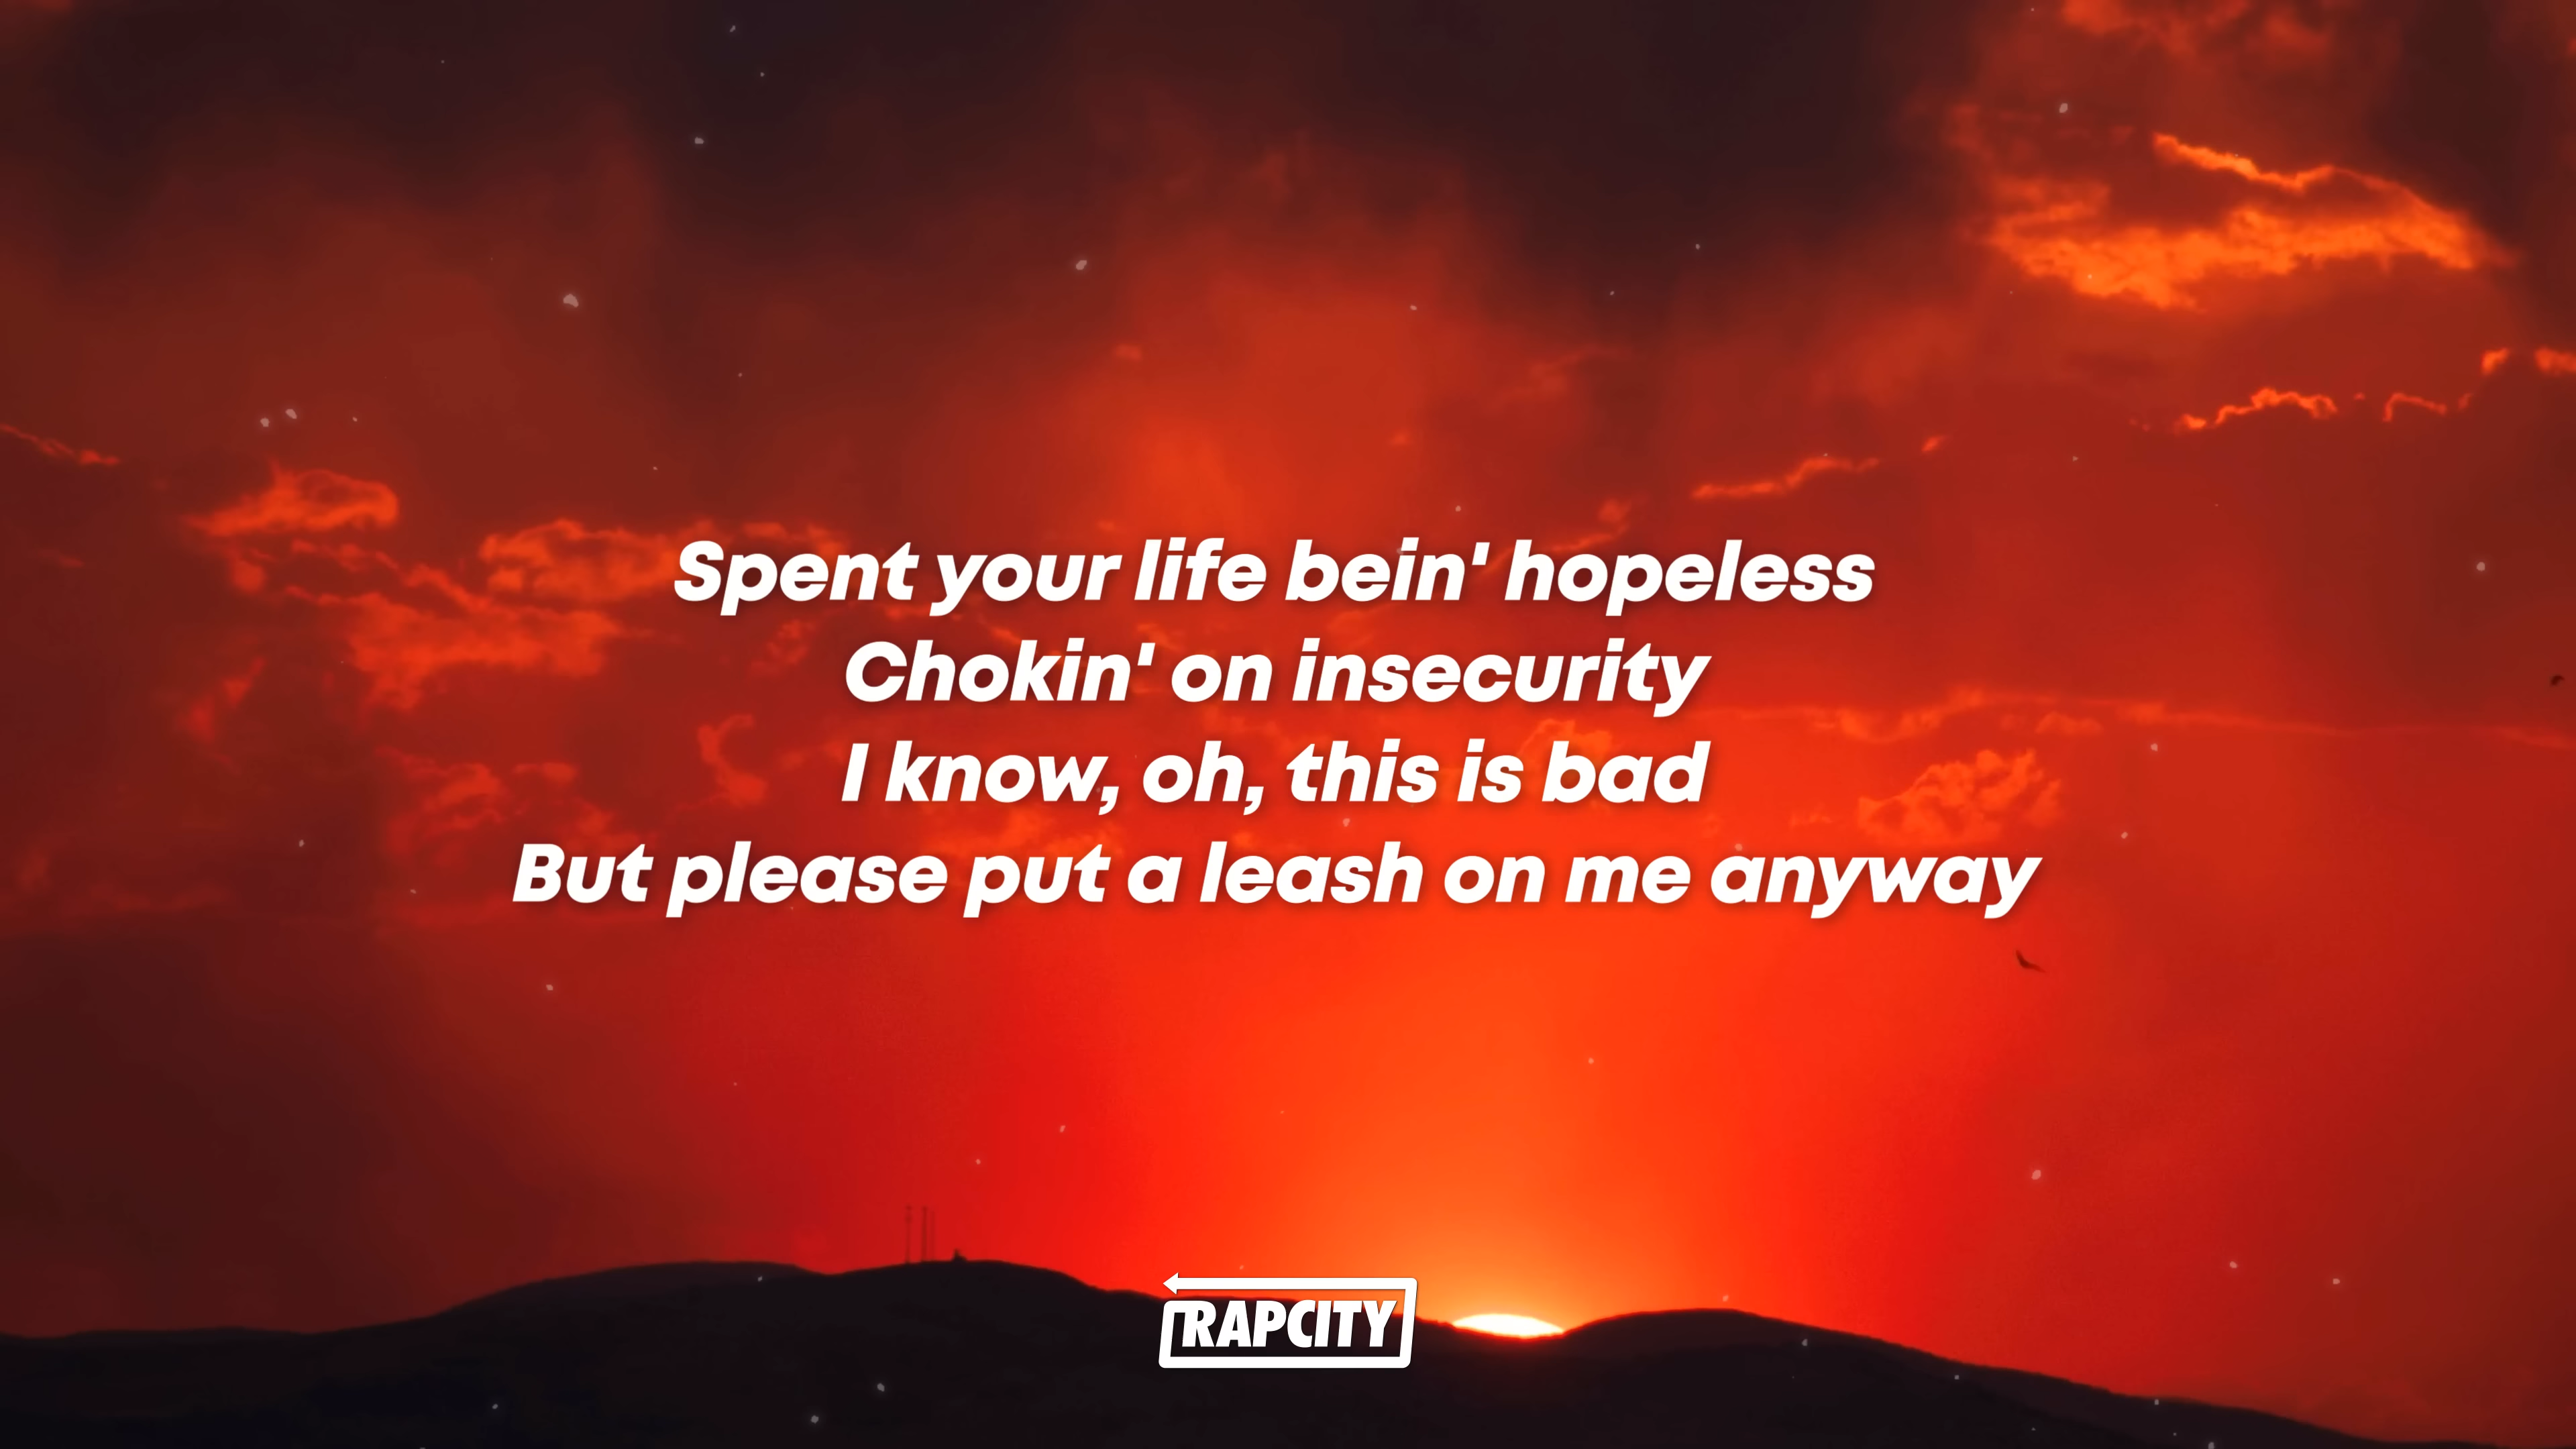 Spent your life bein' hopeless
Chokin' on insecurity
I know, oh, this is bad
But please put a leash on me anyway
RAPCITY